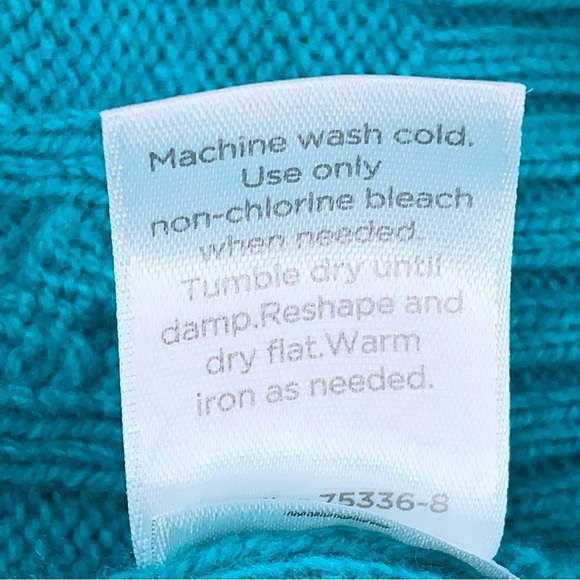 Machine wash cold.
Use only
non-chlorine bleach
when needed.
Tumble dry until
damp.Reshape and
dry flat.Warm
iron as needed.
75336-8